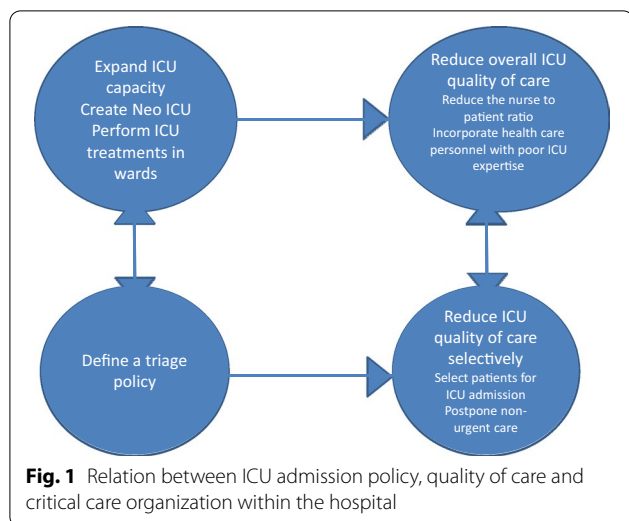 Expand ICU
capacity
Create Neo ICU
Perform ICU
treatments in
wards
Reduce overall ICU
quality of care
Reduce the nurse to
patient ratio
Incorporate health care
personnel with poor ICU
expertise
Define a triage
policy
Reduce ICU
quality of care
selectively
Select patients for
ICU admission
Postpone non-
urgent care
Fig. 1 Relation between ICU admission policy, quality of care and
critical care organization within the hospital